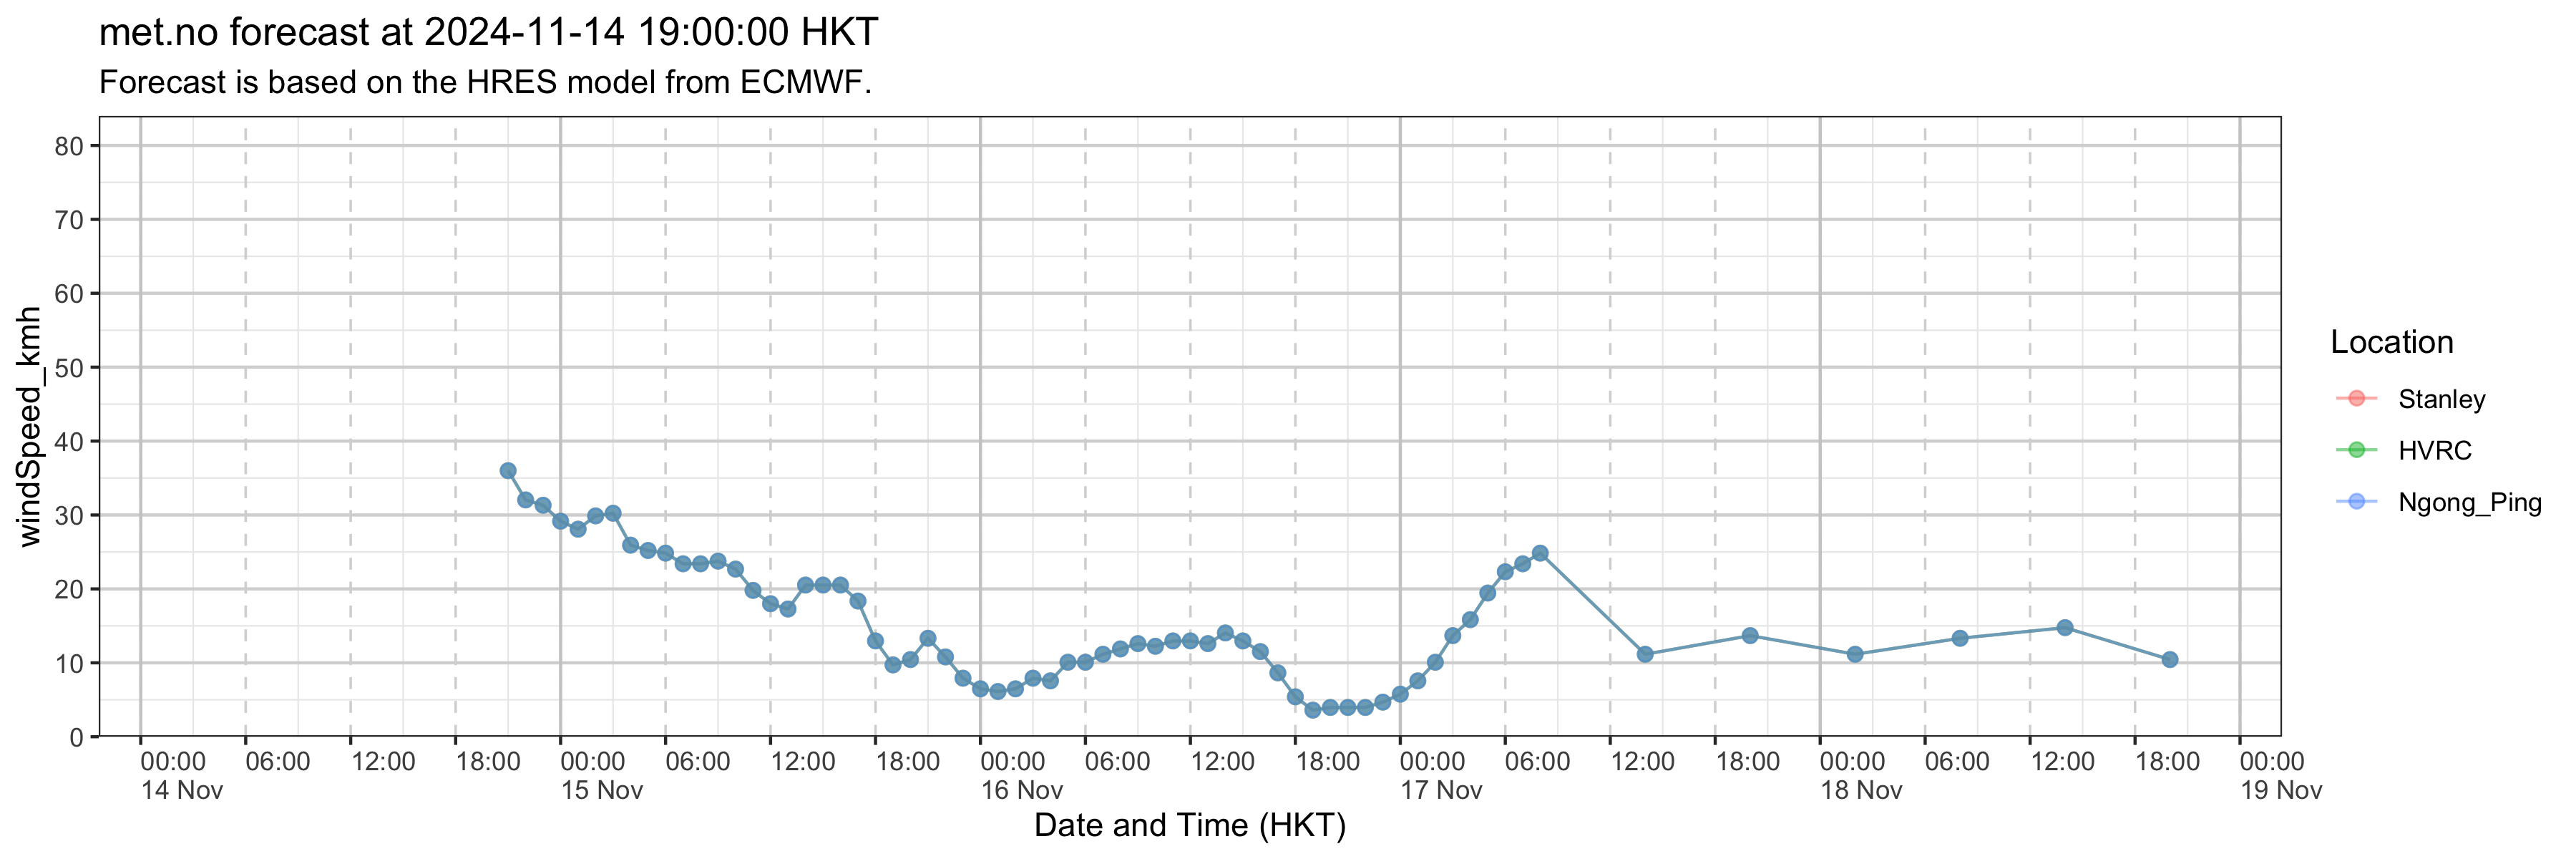 met.no forecast at 2024-11-14 19:00:00 HKT
Forecast is based on the HRES model from ECMWF.
windSpeed_kmh
80
70
60
50
40
30
20
10
0
00:00 06:00 12:00 18:00 00:00 06:00 12:00 18:00 00:00 06:00 12:00 18:00 00:00 06:00 12:00 18:00 00:00 06:00 12:00 18:00 00:00
14 Nov 15 Nov 16 Nov 17 Nov 18 Nov 19 Nov
Date and Time (HKT)
Location
Stanley
HVRC
Ngong_Ping